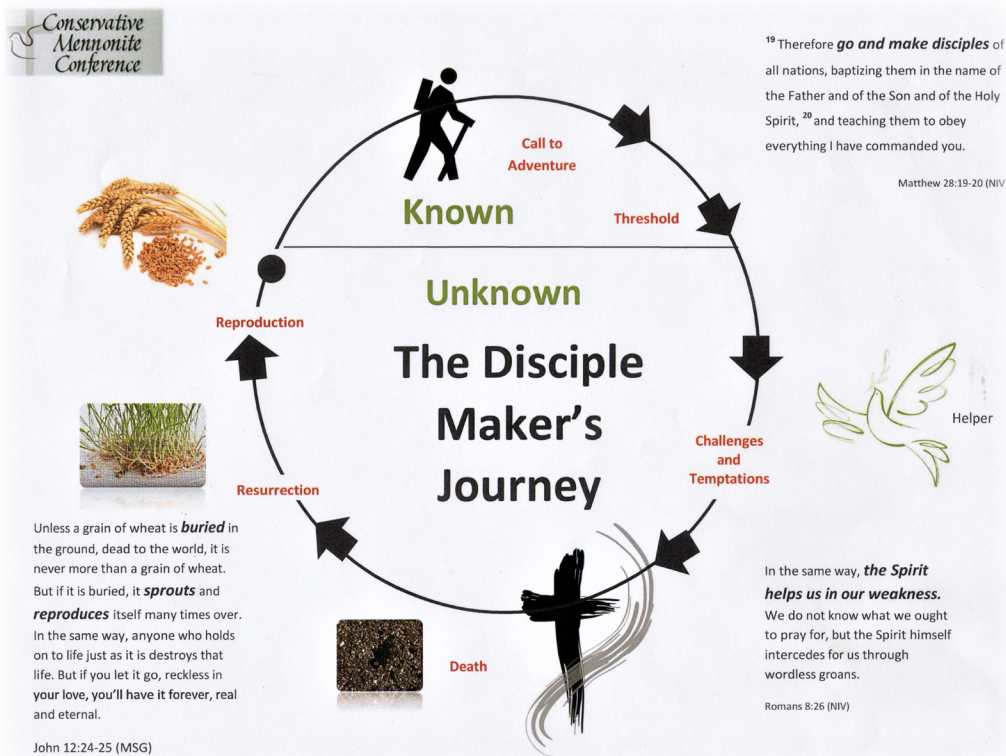 Conservative
Mennonite
Conference
¹⁹ Therefore go and make disciples of
all nations, baptizing them in the name of
the Father and of the Son and of the Holy
Spirit, ²⁰ and teaching them to obey
everything I have commanded you.
Matthew 28:19-20 (NIV
Call to
Adventure
Known
Threshold
Unknown
Reproduction
The Disciple
Maker’s
Journey
Helper
Challenges
and
Temptations
Resurrection
Unless a grain of wheat is buried in
the ground, dead to the world, it is
never more than a grain of wheat.
But if it is buried, it sprouts and
reproduces itself many times over.
In the same way, anyone who holds
on to life just as it is destroys that
life. But if you let it go, reckless in
your love, you’ll have it forever, real
and eternal.
John 12:24-25 (MSG)
Death
In the same way, the Spirit
helps us in our weakness.
We do not know what we ought
to pray for, but the Spirit himself
intercedes for us through
wordless groans.
Romans 8:26 (NIV)